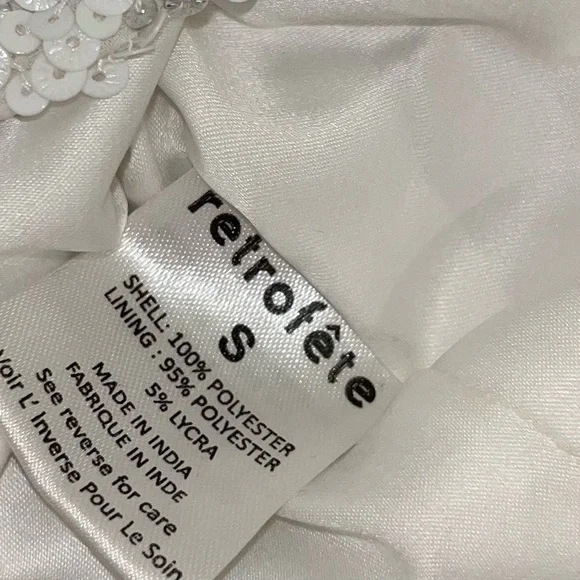 retrofête
S
SHELL: 100% POLYESTER
LINING : 95% POLYESTER
5% LYCRA
MADE IN INDIA
FABRIQUE IN INDE
See reverse for care
Voir L' Inverse Pour Le Soin